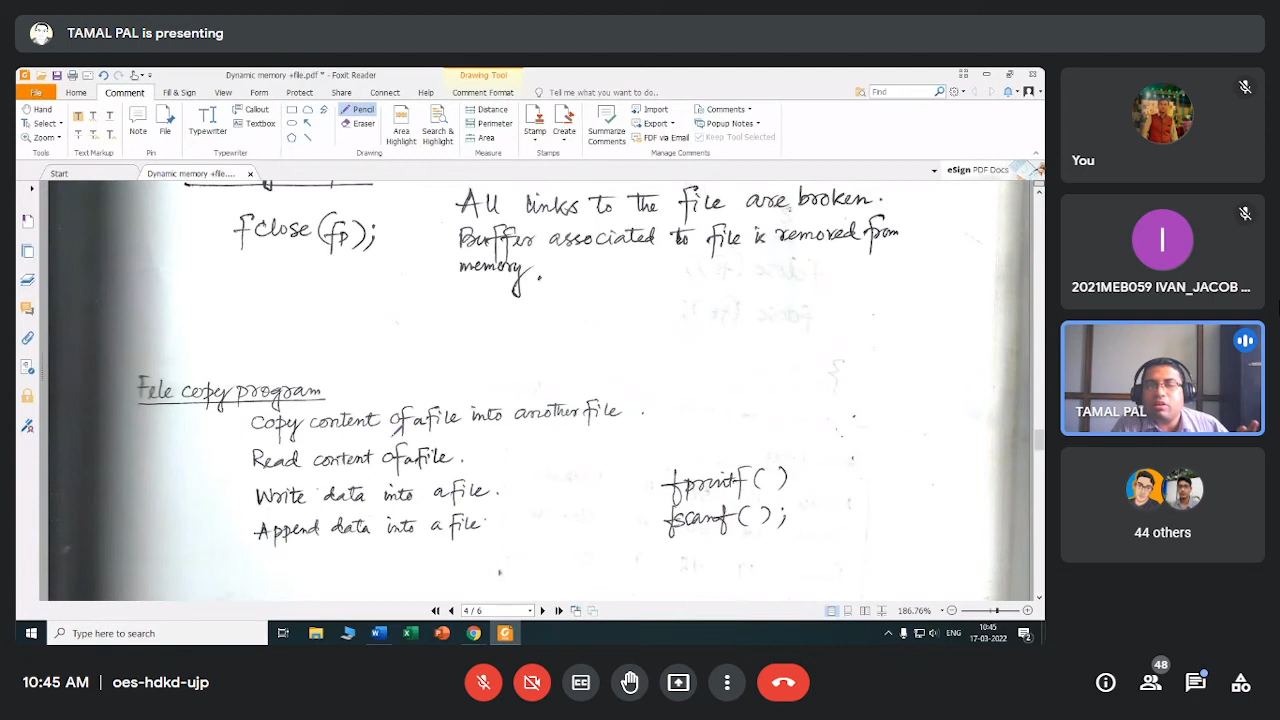 TAMAL PAL is presenting
Dynamic memory +file.pdf * - Foxit Reader
Drawing Tool
File Home Comment Fill & Sign View Form Protect Share Connect Help Comment Format Tell me what you want to do.. Find
Hand
Select
Zoom
Tools
Text Markup
Note
File
Pin
Typewriter
Callout
Textbox
Typewriter
Pencil
Eraser
Drawing
Area Highlight
Search & Highlight
Distance
Perimeter
Area
Measure
Stamp
Create
Stamps
Summarize Comments
Import
Export
FDF via Email
Comments
Popup Notes
Keep Tool Selected
Manage Comments
Start
Dynamic memory +file....
eSign PDF Docs
fclose(fp);
All links to the file are broken.
Buffer associated to file is removed from
memory.
File copy program
Copy content of a file into another file .
Read content of a file .
Write data into a file .
Append data into a file
fprintf ( )
fscanf ( );
4 / 6
186.76%
Type here to search
ENG
10:45
17-03-2022
You
I
2021MEB059 IVAN_JACOB ...
TAMAL PAL
44 others
10:45 AM | oes-hdkd-ujp
48